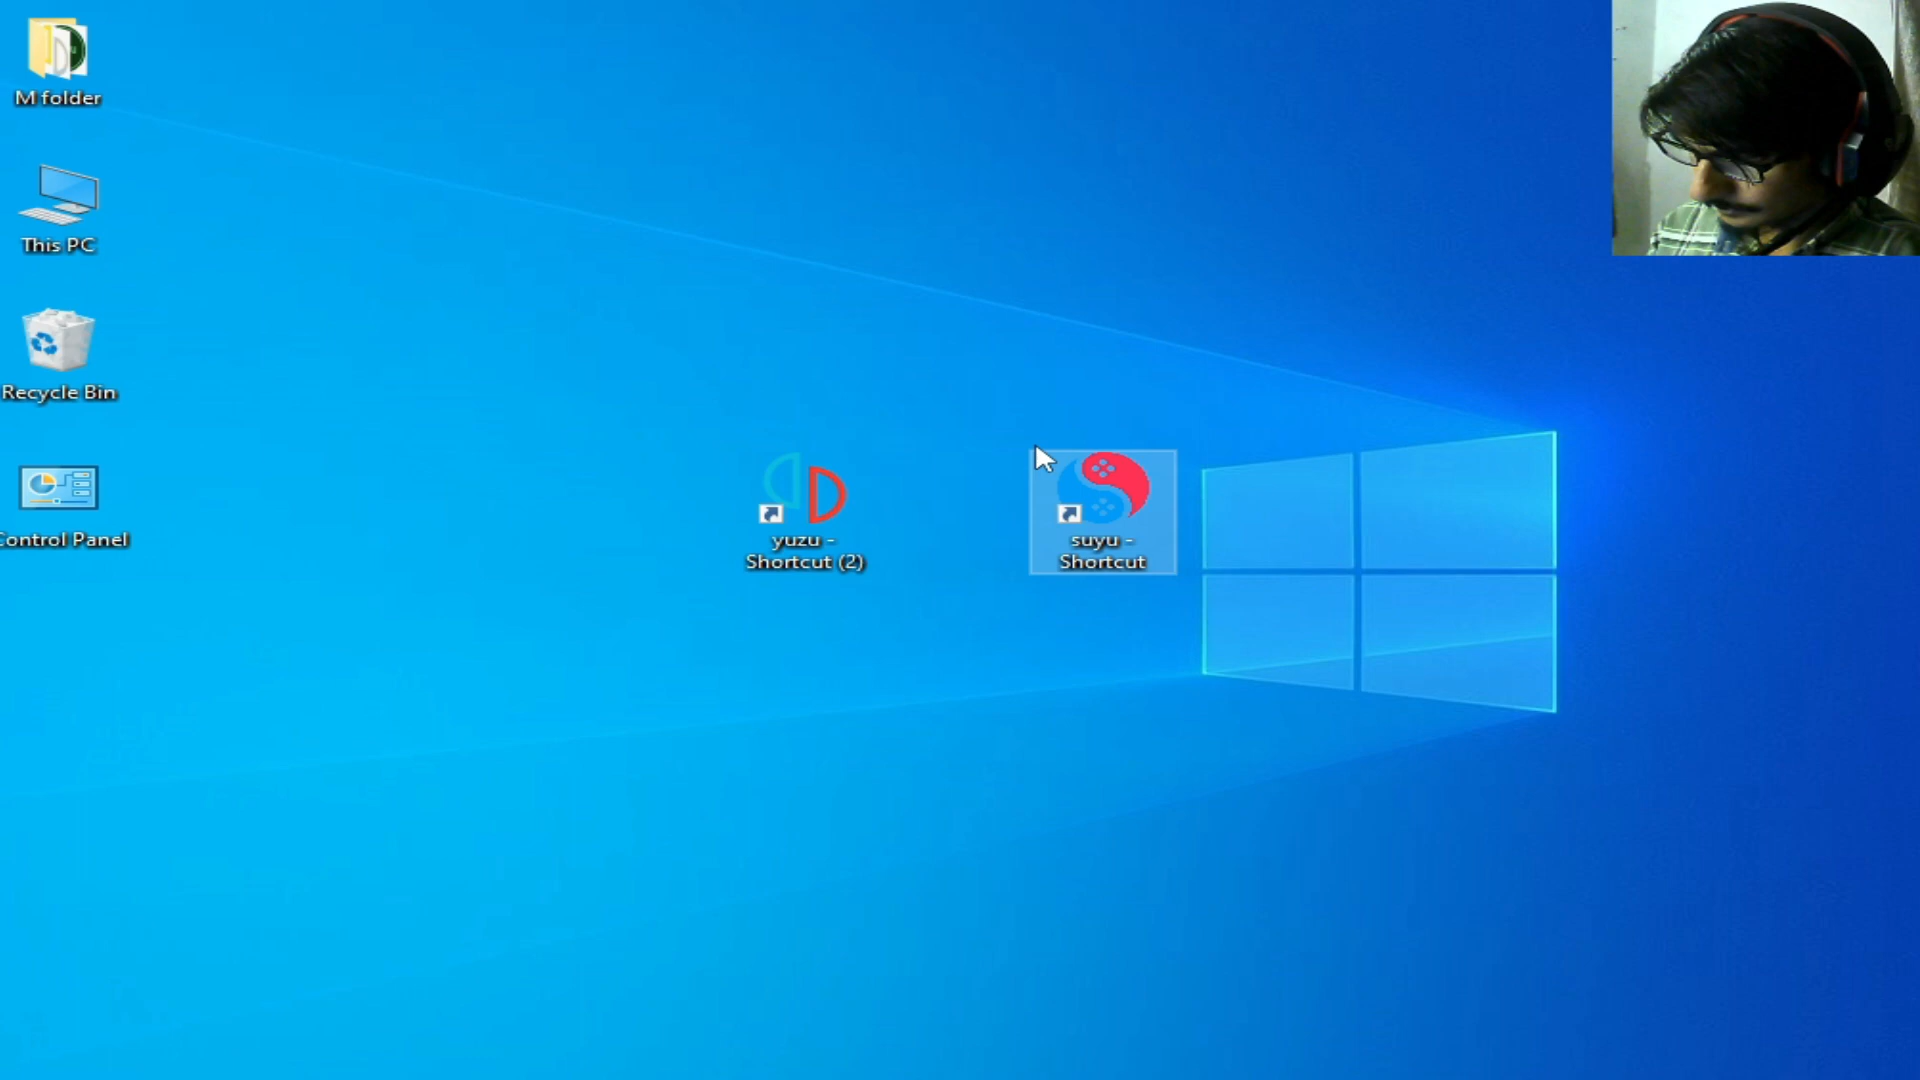 M folder
This PC
Recycle Bin
Control Panel
yuzu -
Shortcut (2)
suyu -
Shortcut